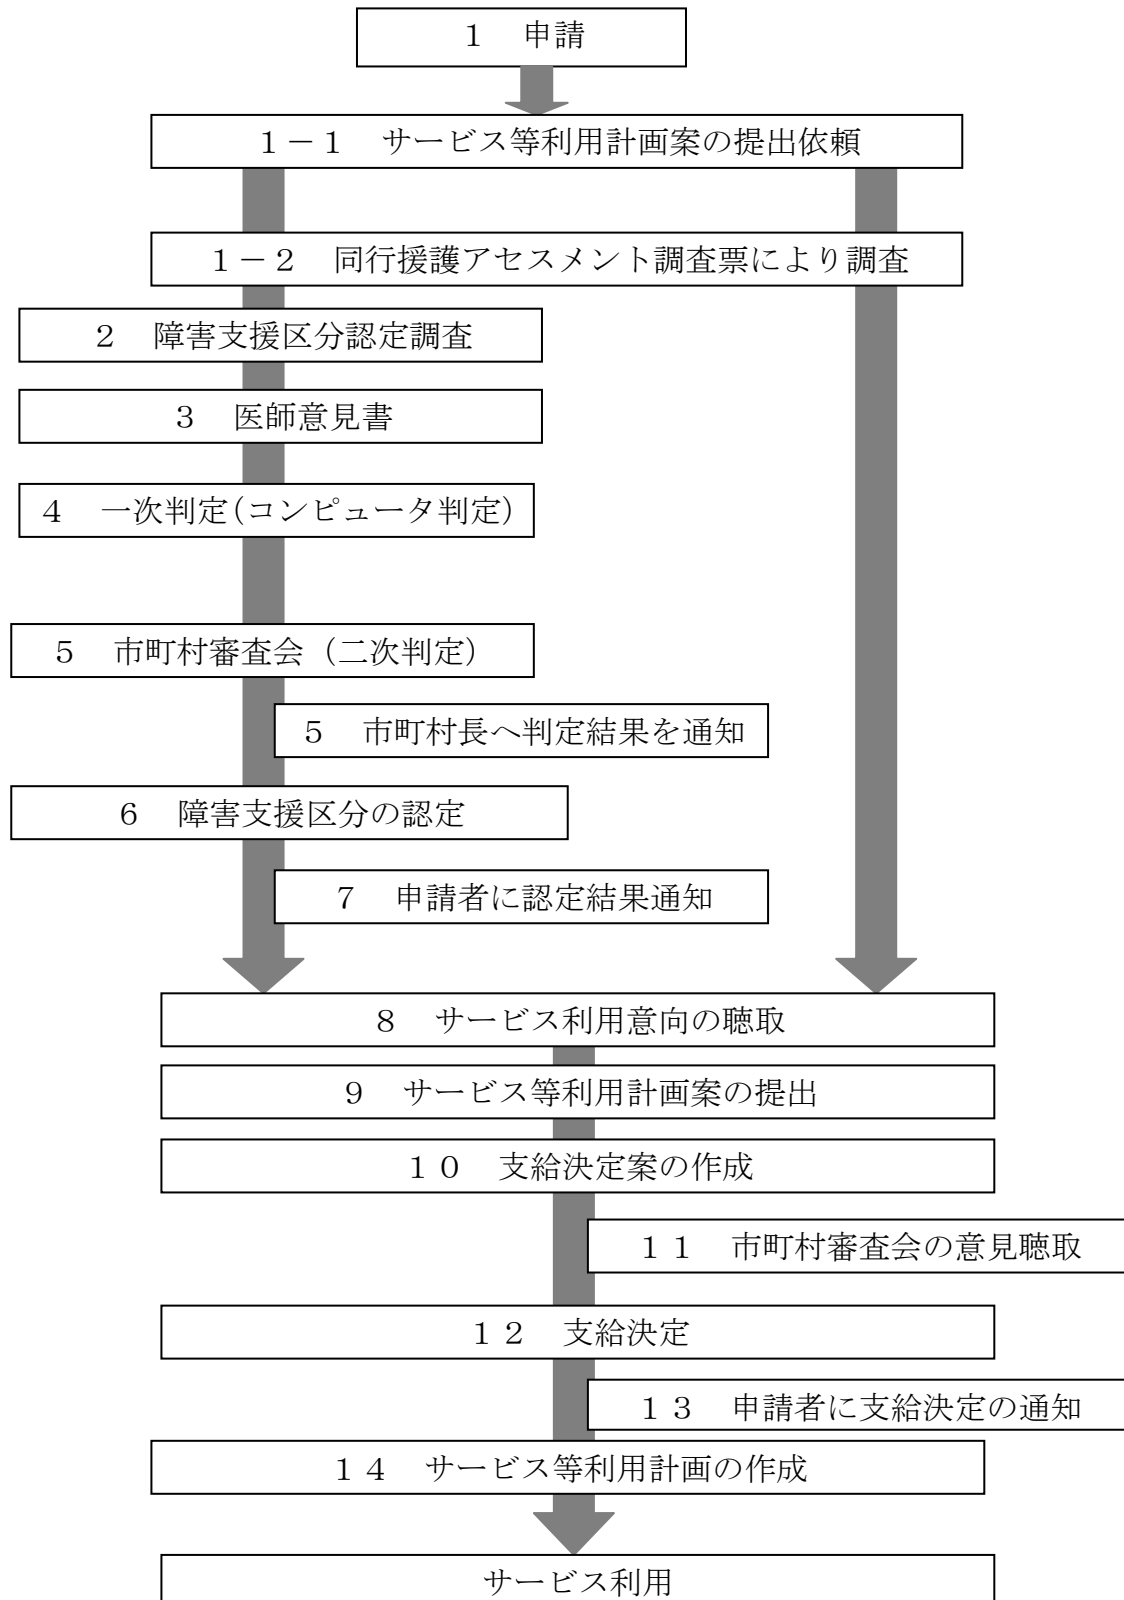 １　申請
１－１　サービス等利用計画案の提出依頼
１－２　同行援護アセスメント調査票により調査
２　障害支援区分認定調査
３　医師意見書
４　一次判定(コンピュータ判定)
５　市町村審査会（二次判定）
５　市町村長へ判定結果を通知
６　障害支援区分の認定
７　申請者に認定結果通知
８　サービス利用意向の聴取
９　サービス等利用計画案の提出
１０　支給決定案の作成
１１　市町村審査会の意見聴取
１２　支給決定
１３　申請者に支給決定の通知
１４　サービス等利用計画の作成
サービス利用